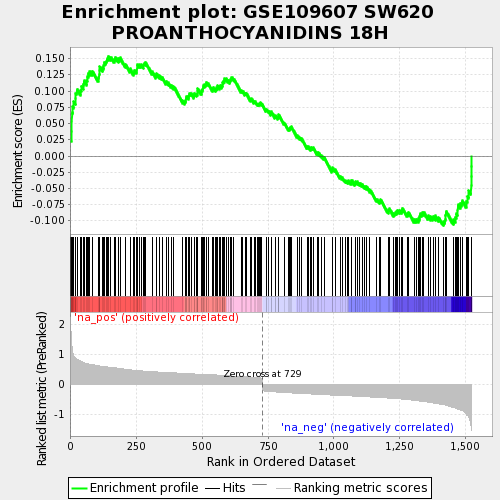 Enrichment plot: GSE109607 SW620
PROANTHOCYANIDINS 18H
Enrichment score (ES)
0.150
0.125
0.100
0.075
0.050
0.025
0.000
-0.025
-0.050
-0.075
-0.100
Ranked list metric (PreRanked)
2
1
0
-1
'na_pos' (positively correlated)
Zero cross at 729
'na_neg' (negatively correlated)
0
250
500
750
1,000
1,250
1,500
Rank in Ordered Dataset
Enrichment profile
Hits
Ranking metric scores